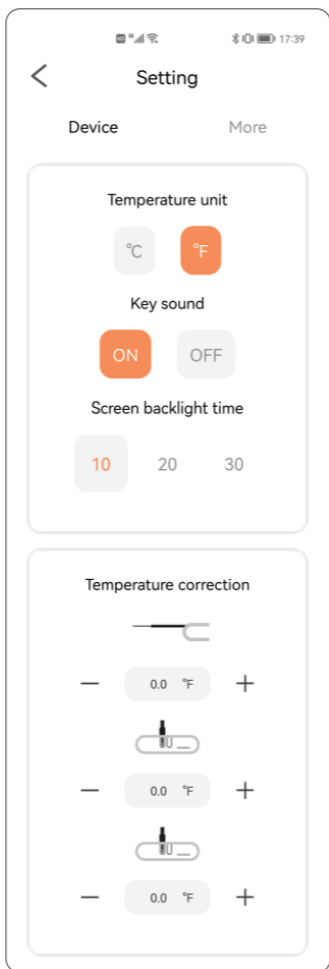 17:39
Setting
Device More
Temperature unit
°C °F
Key sound
ON OFF
Screen backlight time
10 20 30
Temperature correction
— 0.0 °F +
— 0.0 °F +
— 0.0 °F +